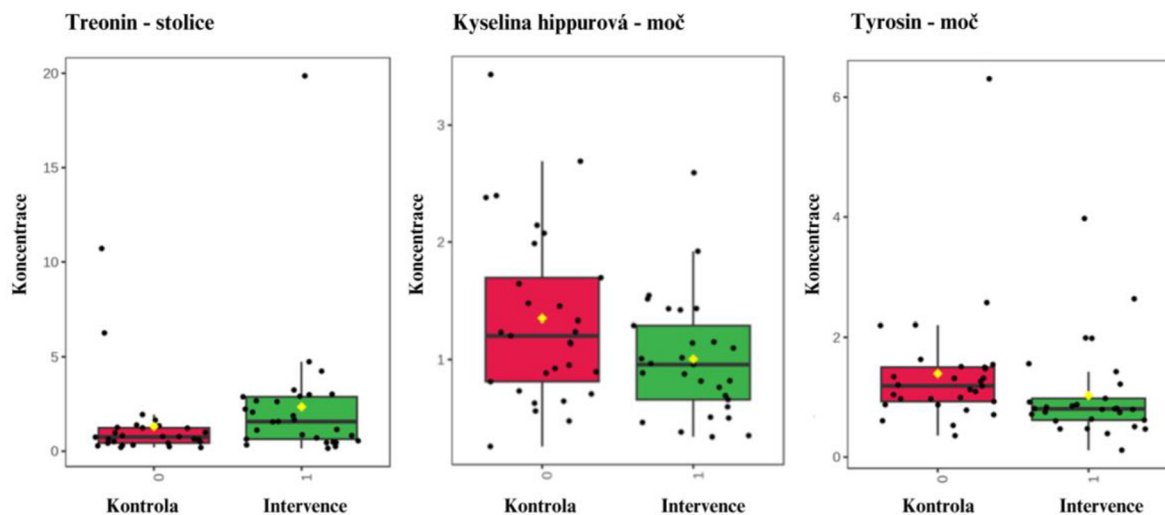 Treonin - stolice
Koncentrace
20
15
10
5
0
0
1
Kontrola
Intervence
Kyselina hippurová - moč
Koncentrace
3
2
1
0
1
Kontrola
Intervence
Tyrosin - moč
Koncentrace
6
4
2
0
0
1
Kontrola
Intervence